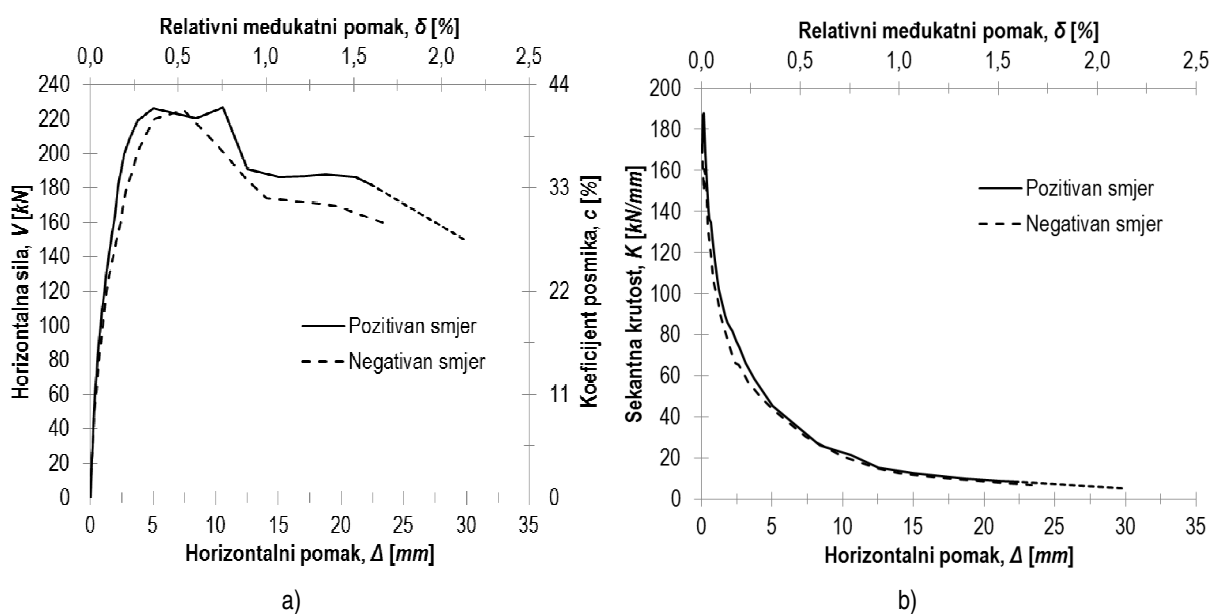 Relativni međukatni pomak, δ [%]
0,0 0,5 1,0 1,5 2,0 2,5
240
220
200
180
160
140
120
100
80
60
40
20
0
Horizontalna sila, V [kN]
44
33
22
11
0
Koeficijent posmika, c [%]
Pozitivan smjer
Negativan smjer
0 5 10 15 20 25 30 35
Horizontalni pomak, Δ [mm]
a)
Relativni međukatni pomak, δ [%]
0,0 0,5 1,0 1,5 2,0 2,5
200
180
160
140
120
100
80
60
40
20
0
Sekantna krutost, K [kN/mm]
Pozitivan smjer
Negativan smjer
0 5 10 15 20 25 30 35
Horizontalni pomak, Δ [mm]
b)